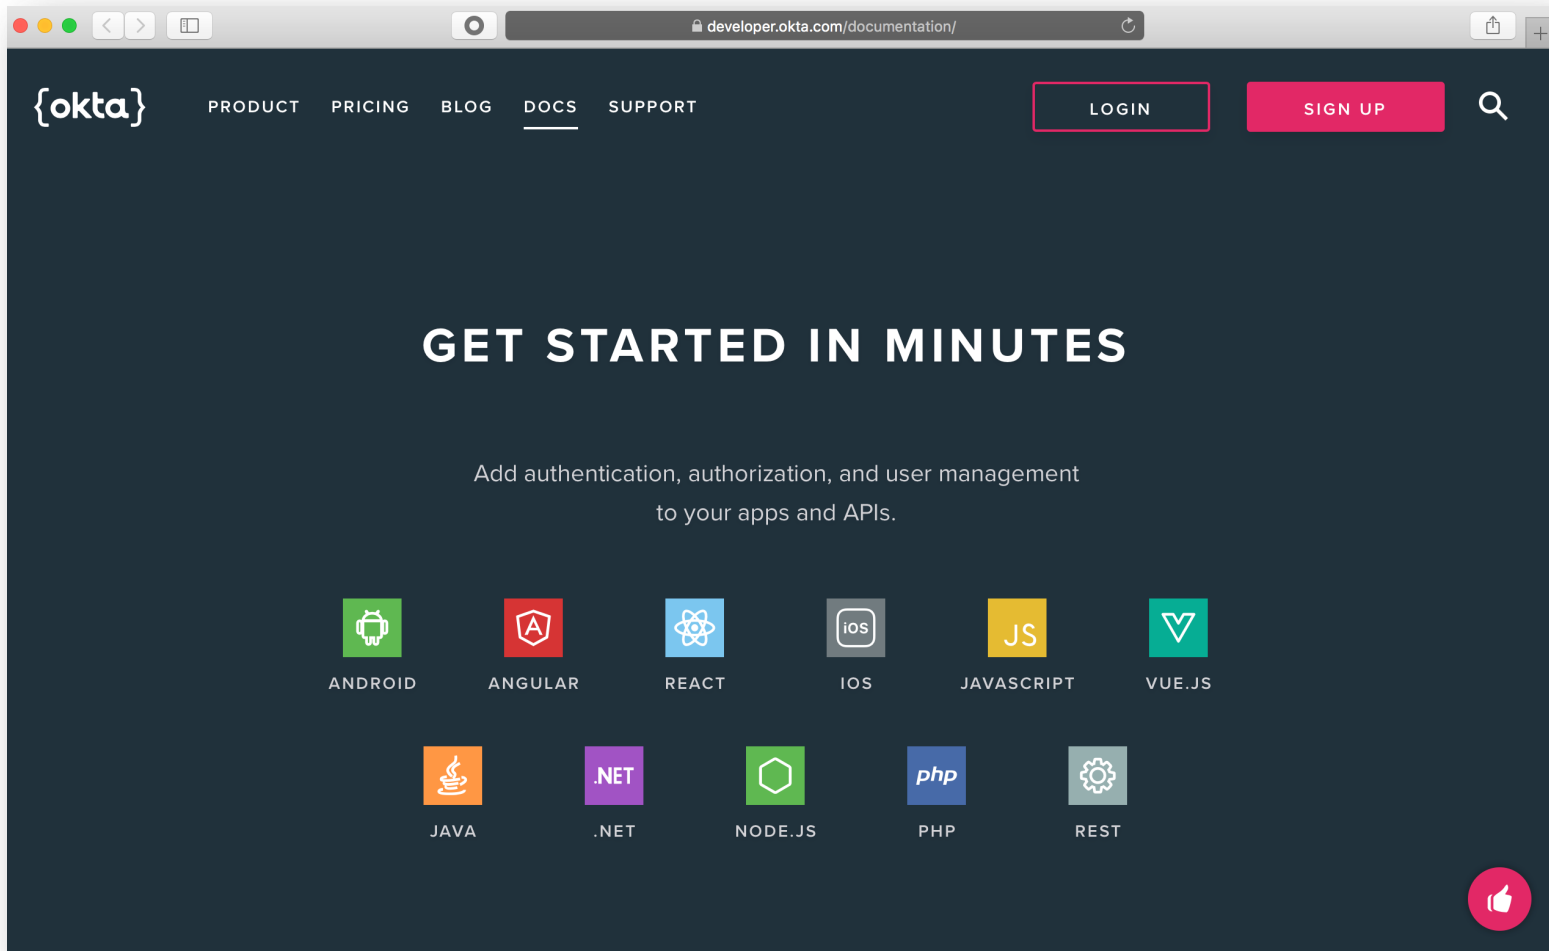 developer.okta.com/documentation/
{okta}
PRODUCT PRICING BLOG DOCS SUPPORT
LOGIN
SIGN UP
GET STARTED IN MINUTES
Add authentication, authorization, and user management
to your apps and APIs.
iOS JS
ANDROID ANGULAR REACT IOS JAVASCRIPT VUE.JS
.NET php
JAVA .NET NODE.JS PHP REST